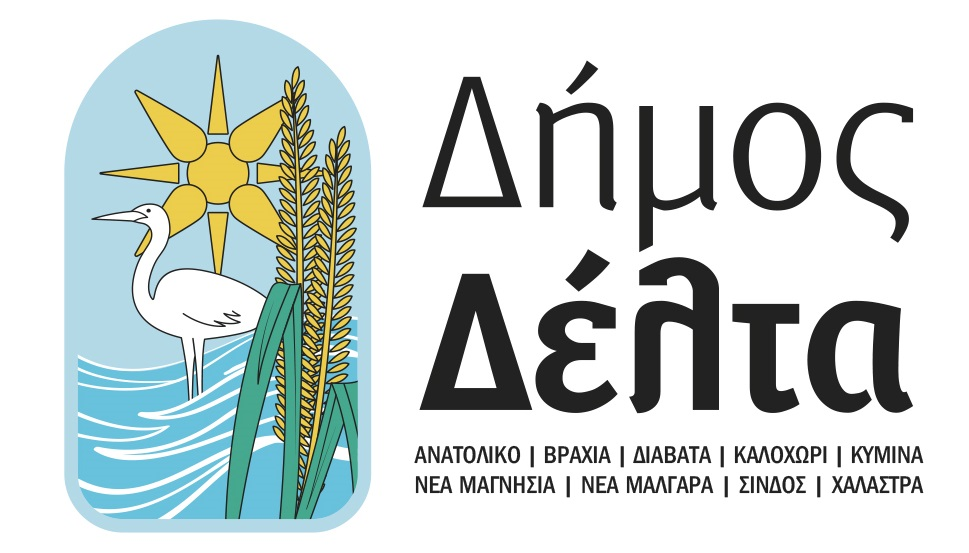 Δήμος
Δέλτα
ΑΝΑΤΟΛΙΚΟ | ΒΡΑΧΙΑ | ΔΙΑΒΑΤΑ | ΚΑΛΟΧΩΡΙ | ΚΥΜΙΝΑ
ΝΕΑ ΜΑΓΝΗΣΙΑ | ΝΕΑ ΜΑΛΓΑΡΑ | ΣΙΝΔΟΣ | ΧΑΛΑΣΤΡΑ